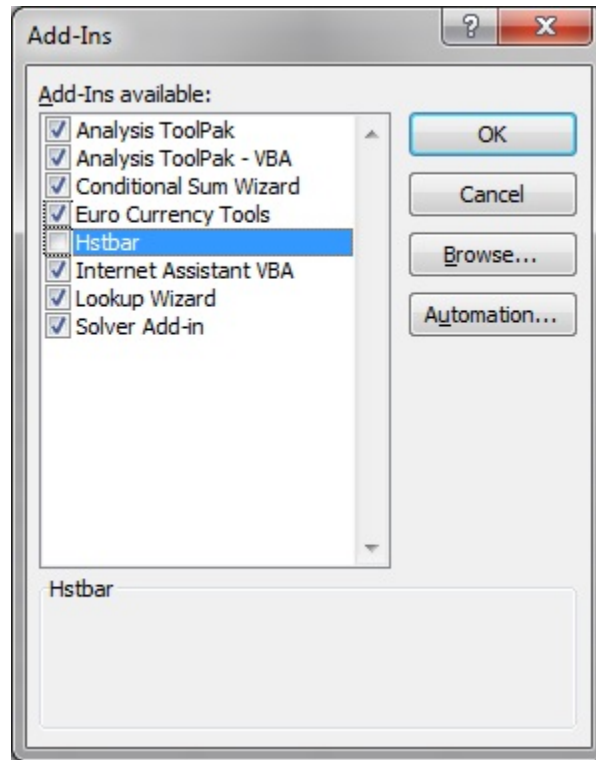 Add-Ins
Add-Ins available:
Analysis ToolPak
Analysis ToolPak - VBA
Conditional Sum Wizard
Euro Currency Tools
Hstbar
Internet Assistant VBA
Lookup Wizard
Solver Add-in
OK
Cancel
Browse...
Automation...
Hstbar